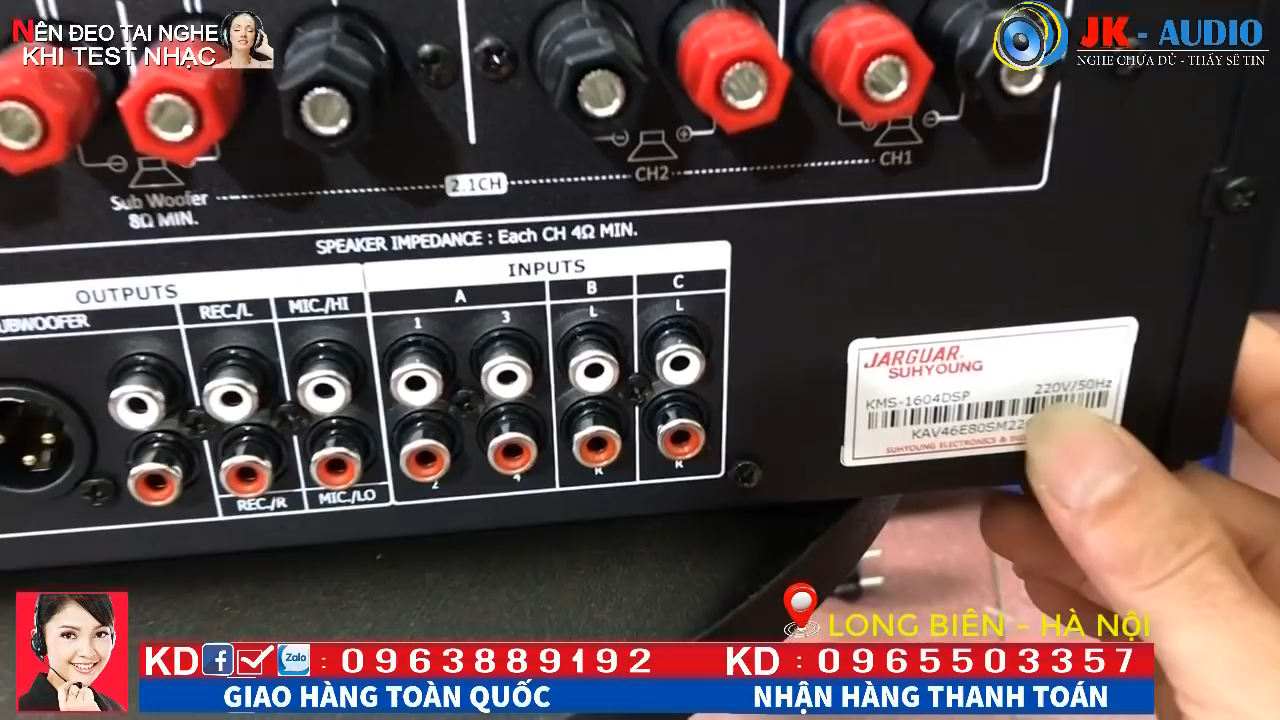 NÊN ĐEO TAI NGHE
KHI TEST NHẠC
JK - AUDIO
NGHE CHƯA ĐỦ - THẤY SẼ TIN
CH2
CH1
2.1CH
Sub Woofer
8Ω MIN.
SPEAKER IMPEDANCE : Each CH 4Ω MIN.
OUTPUTS
INPUTS
REC./L
MIC./HI
A
B
C
1
3
L
L
2
4
R
R
REC./R
MIC./LO
JARGUAR
SUHYOUNG
220V/50Hz
KMS-1604DSP
SUHYOUNG ELECTRONICS &
LONG BIÊN - HÀ NỘI
KD f Zalo : 0963889192
KD : 0965503357
GIAO HÀNG TOÀN QUỐC
NHẬN HÀNG THANH TOÁN